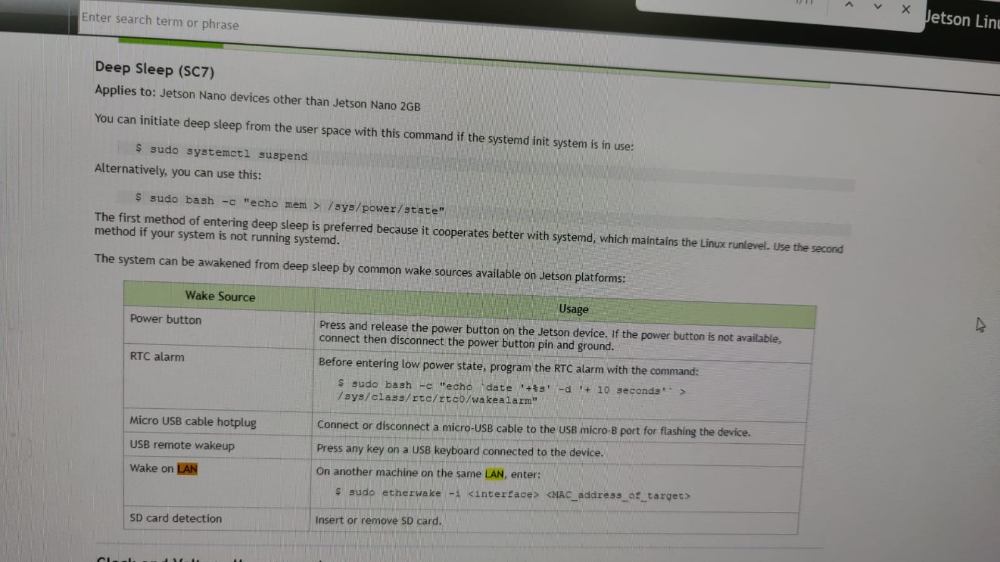 Enter search term or phrase
Jetson
Deep Sleep (SC7)
Applies to: Jetson Nano devices other than Jetson Nano 2GB
You can initiate deep sleep from the user space with this command if the systemd init system is in use:
$ sudo systemctl suspend
Alternatively, you can use this:
$ sudo bash -c "echo mem > /sys/power/state"
The first method of entering deep sleep is preferred because it cooperates better with systemd, which maintains the Linux runlevel. Use the second
method if your system is not running systemd.
The system can be awakened from deep sleep by common wake sources available on Jetson platforms:
Wake Source
Usage
Power button
Press and release the power button on the Jetson device. If the power button is not available,
connect then disconnect the power button pin and ground.
RTC alarm
Before entering low power state, program the RTC alarm with the command:
$ sudo bash -c "echo `date '+%s' -d '+ 10 seconds'` >
/sys/class/rtc/rtc0/wakealarm"
Micro USB cable hotplug
Connect or disconnect a micro-USB cable to the USB micro-B port for flashing the device.
USB remote wakeup
Press any key on a USB keyboard connected to the device.
Wake on LAN
On another machine on the same LAN, enter:
$ sudo etherwake -i <interface> <MAC_address_of_target>
SD card detection
Insert or remove SD card.